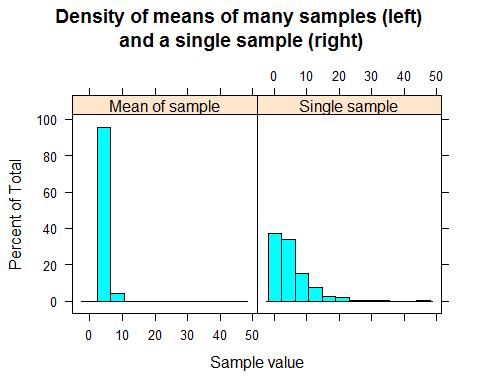 Density of means of many samples (left)
and a single sample (right)
0 10 20 30 40 50
Mean of sample Single sample
100
80
60
40
20
0
Percent of Total
0 10 20 30 40 50
Sample value